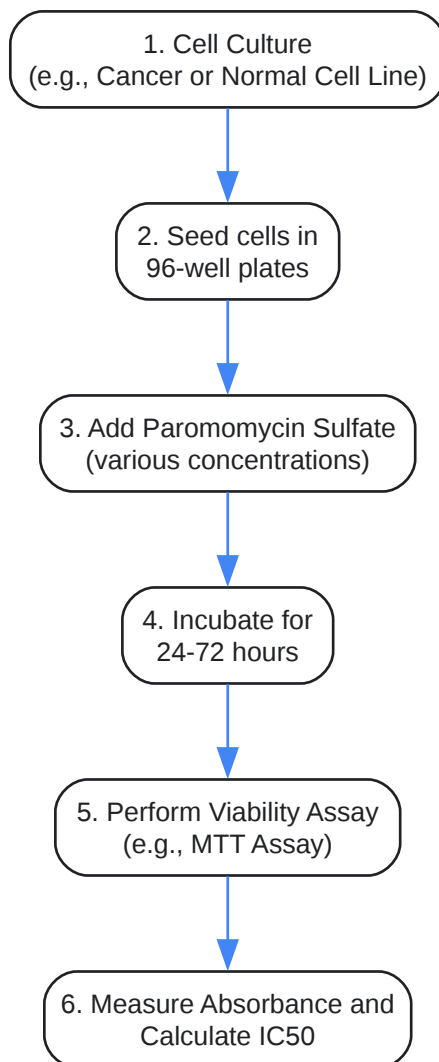 1. Cell Culture
(e.g., Cancer or Normal Cell Line)
2. Seed cells in
96-well plates
3. Add Paromomycin Sulfate
(various concentrations)
4. Incubate for
24-72 hours
5. Perform Viability Assay
(e.g., MTT Assay)
6. Measure Absorbance and
Calculate IC50